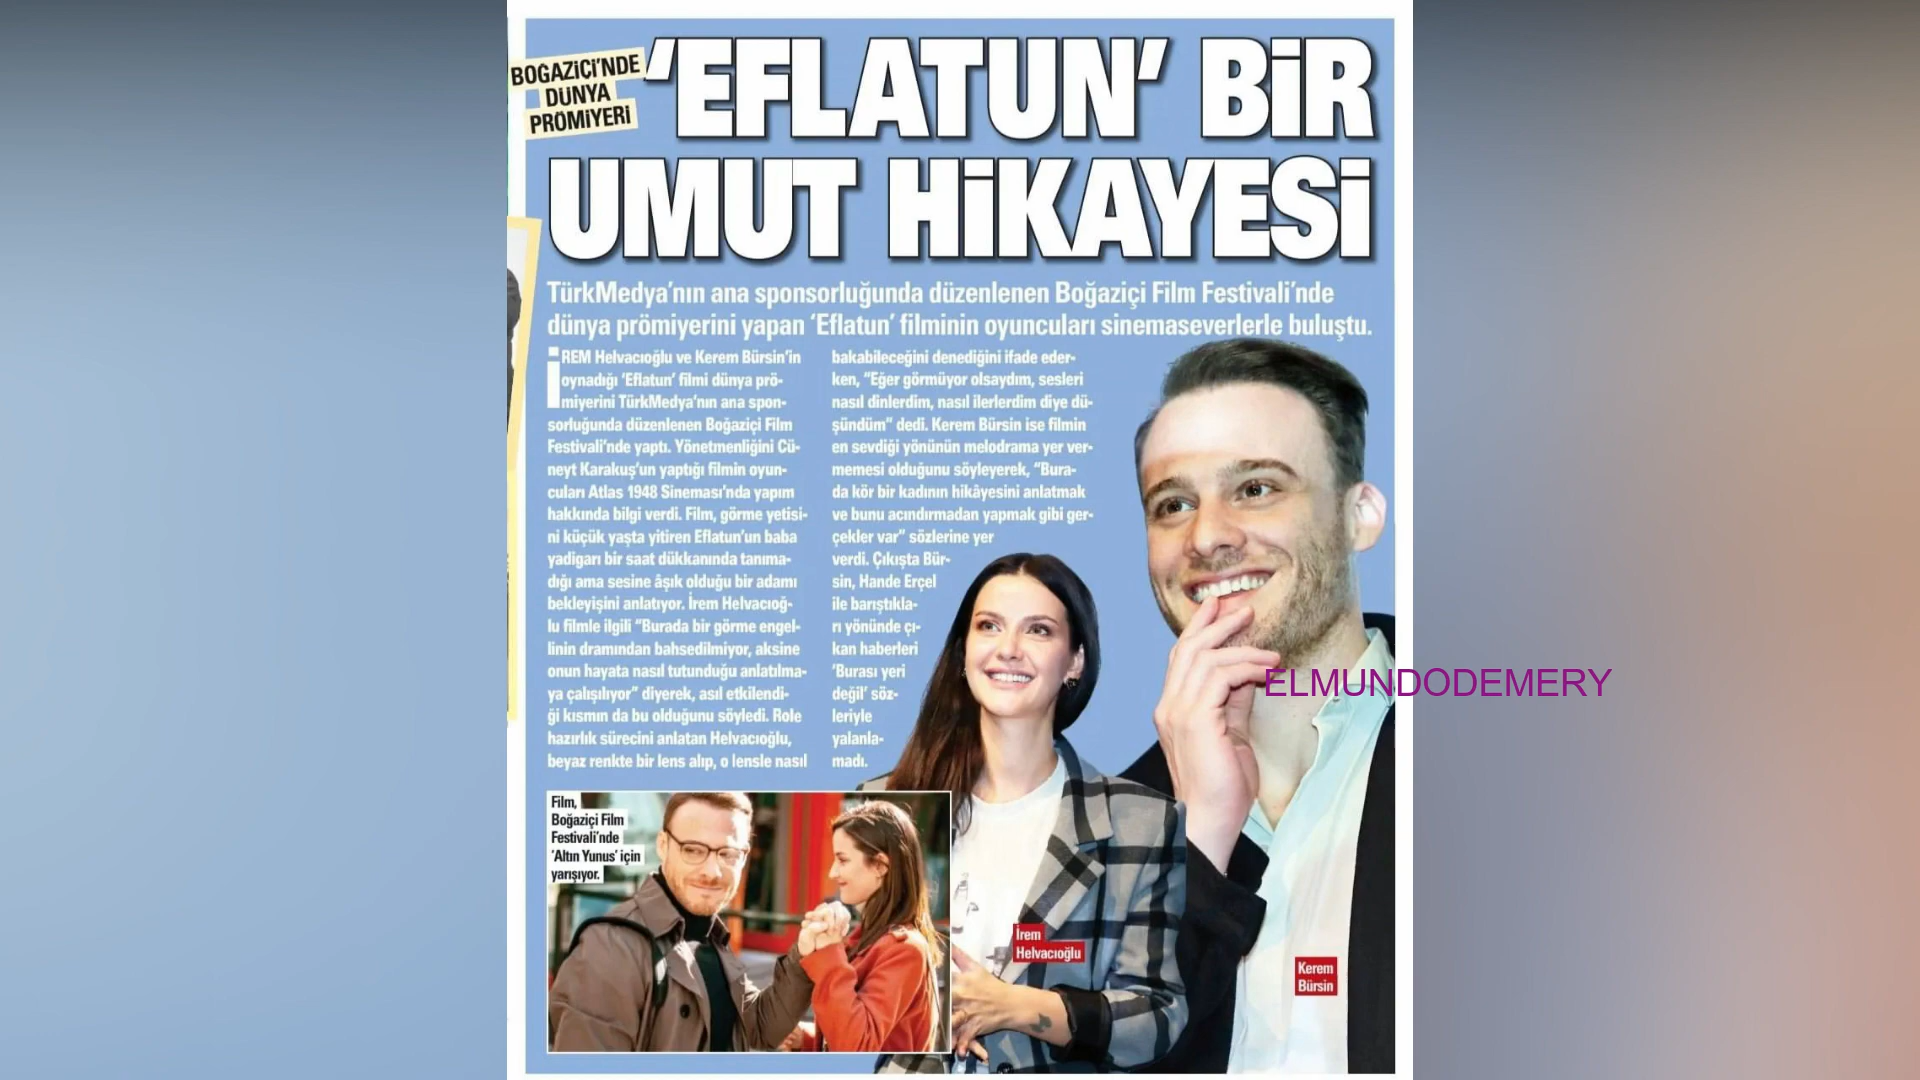 BOĞAZİÇİ'NDE
DÜNYA
PRÖMİYERİ
'EFLATUN' BİR
UMUT HİKAYESİ
TürkMedya'nın ana sponsorluğunda düzenlenen Boğaziçi Film Festivali'nde
dünya prömiyerini yapan 'Eflatun' filminin oyuncuları sinemaseverlerle buluştu.
İREM Helvacıoğlu ve Kerem Bürsin'in
oynadığı 'Eflatun' filmi dünya prö-
miyerini TürkMedya'nın ana spon-
sorluğunda düzenlenen Boğaziçi Film
Festivali'nde yaptı. Yönetmenliğini Cü-
neyt Karakuş'un yaptığı filmin oyun-
cuları Atlas 1948 Sineması'nda yapım
hakkında bilgi verdi. Film, görme yetisi-
ni küçük yaşta yitiren Eflatun'un baba
yadigarı bir saat dükkanında tanıma-
dığı ama sesine âşık olduğu bir adamı
bekleyişini anlatıyor. İrem Helvacıoğ-
lu filmle ilgili “Burada bir görme engel-
linin dramından bahsedilmiyor, aksine
onun hayata nasıl tutunduğu anlatılma-
ya çalışılıyor” diyerek, asıl etkilendi-
ği kısmın da bu olduğunu söyledi. Role
hazırlık sürecini anlatan Helvacıoğlu,
beyaz renkte bir lens alıp, o lensle nasıl
bakabileceğini denediğini ifade eder-
ken, “Eğer görmüyor olsaydım, sesleri
nasıl dinlerdim, nasıl ilerlerdim diye dü-
şündüm” dedi. Kerem Bürsin ise filmin
en sevdiği yönünün melodrama yer ver-
memesi olduğunu söyleyerek, “Bura-
da kör bir kadının hikâyesini anlatmak
ve bunu acındırmadan yapmak gibi ger-
çekler var” sözlerine yer
verdi. Çıkışta Bür-
sin, Hande Erçel
ile barıştıkla-
rı yönünde çı-
kan haberleri
'Burası yeri
değil' söz-
leriyle
yalanla-
madı.
Film,
Boğaziçi Film
Festivali'nde
'Altın Yunus' için
yarışıyor.
İrem
Helvacıoğlu
Kerem
Bürsin
ELMUNDODEMERY